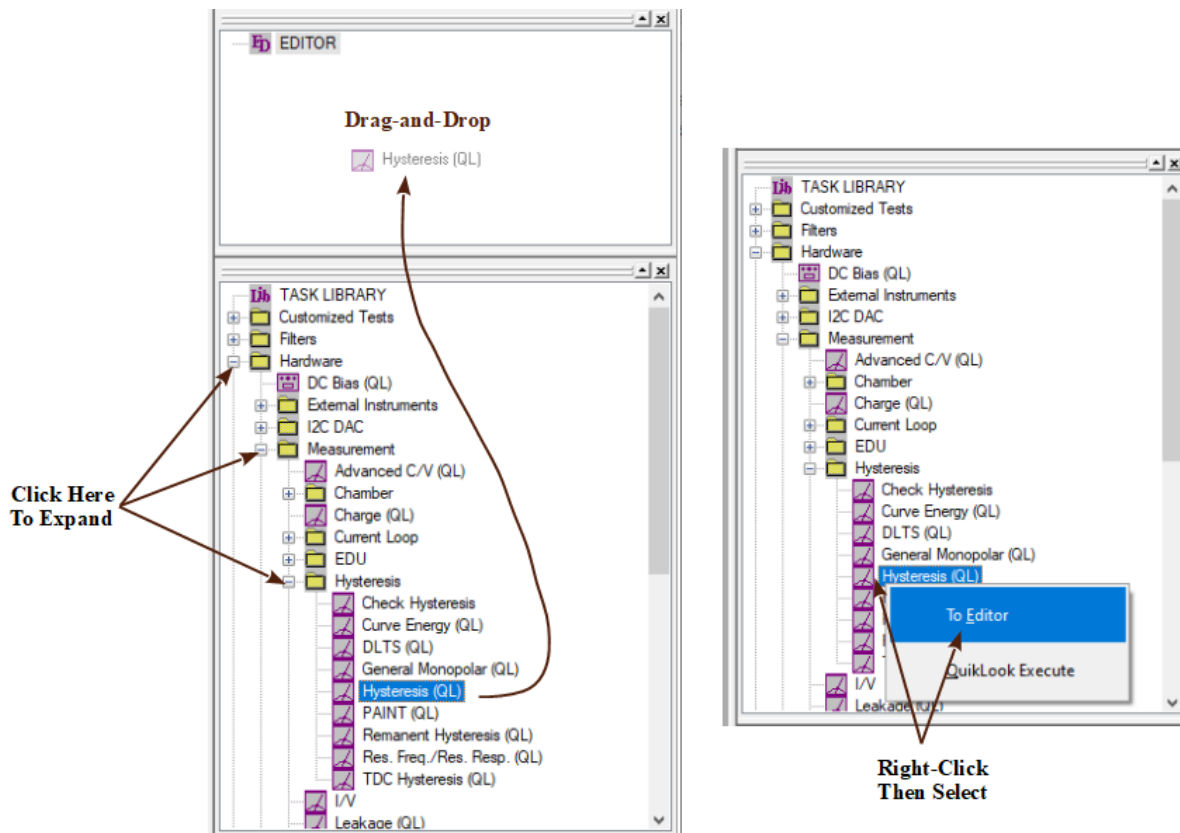 EDITOR
Drag-and-Drop
Hysteresis (QL)
TASK LIBRARY
Customized Tests
Filters
Hardware
DC Bias (QL)
External Instruments
I2C DAC
Measurement
Advanced C/V (QL)
Chamber
Charge (QL)
Current Loop
EDU
Hysteresis
Check Hysteresis
Curve Energy (QL)
DLTS (QL)
General Monopolar (QL)
Hysteresis (QL)
PAINT (QL)
Remanent Hysteresis (QL)
Res. Freq./Res. Resp. (QL)
TDC Hysteresis (QL)
I/V
Leakage (QL)
Click Here
To Expand
TASK LIBRARY
Customized Tests
Filters
Hardware
DC Bias (QL)
External Instruments
I2C DAC
Measurement
Advanced C/V (QL)
Chamber
Charge (QL)
Current Loop
EDU
Hysteresis
Check Hysteresis
Curve Energy (QL)
DLTS (QL)
General Monopolar (QL)
Hysteresis (QL)
To Editor
QuikLook Execute
I/V
Leakage (QL)
Right-Click
Then Select